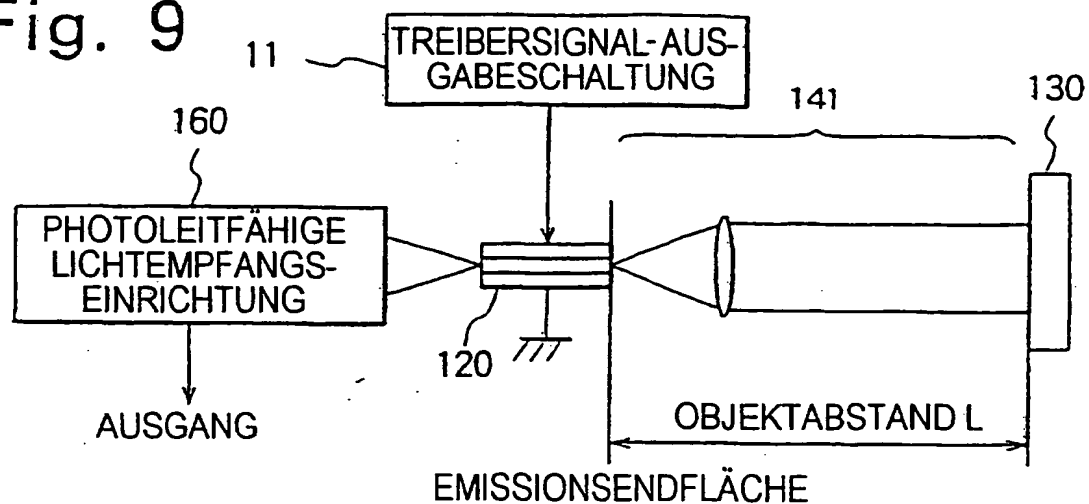 Fig. 9
11
TREIBERSIGNAL-AUS-
GABESCHALTUNG
160
141
130
PHOTOLEITFÄHIGE
LICHTEMPFANGS-
EINRICHTUNG
120
AUSGANG
OBJEKTABSTAND L
EMISSIONSENDFLÄCHE